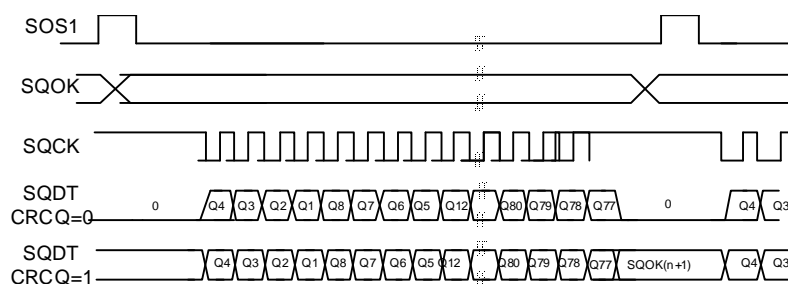 SOS1
SQOK
SQCK
SQDT
CRCQ=0
0 Q4 Q3 Q2 Q1 Q8 Q7 Q6 Q5 Q12 Q80 Q79 Q78 Q77 0 Q4 Q3
SQDT
CRCQ=1
Q4 Q3 Q2 Q1 Q8 Q7 Q6 Q5 Q12 Q80 Q79 Q78 Q77 SQOK(n+1) Q4 Q3